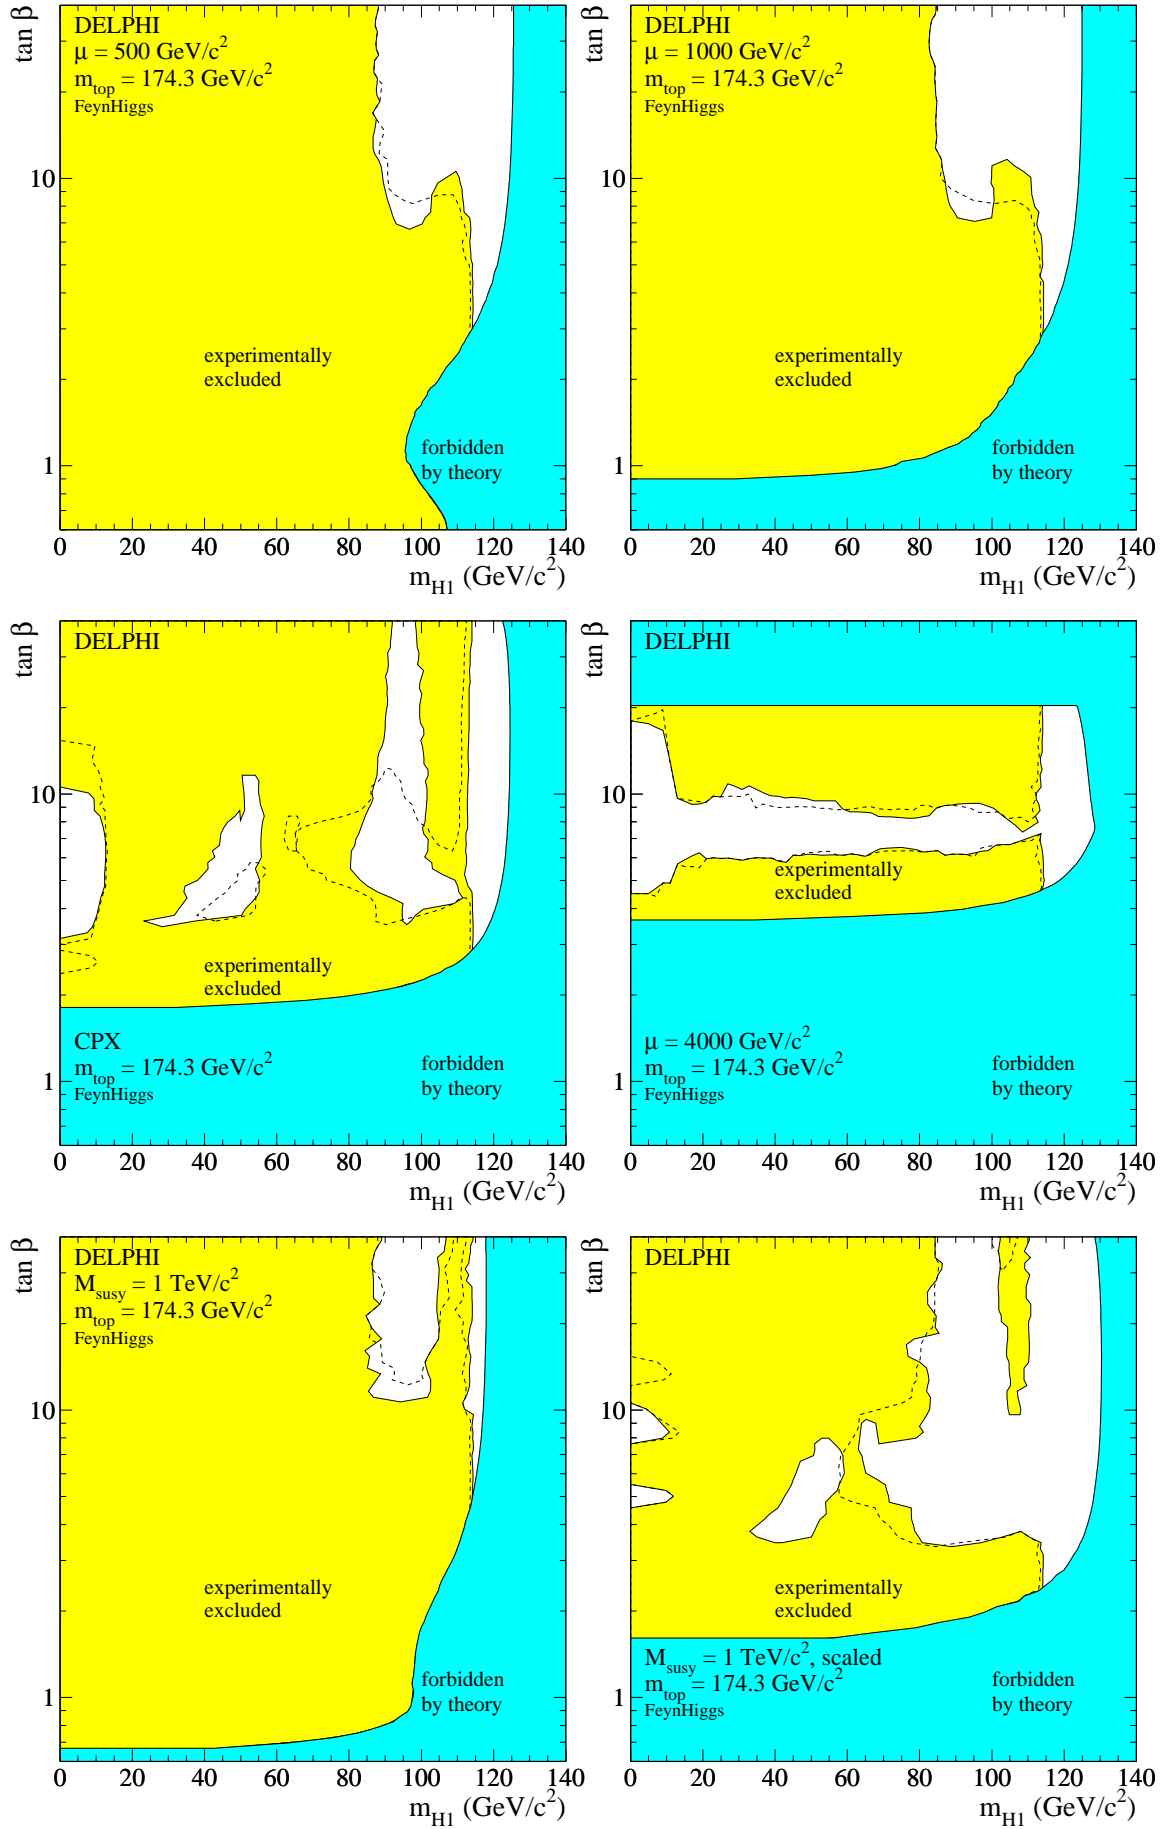 tan β
DELPHI
μ = 500 GeV/c²
m_top = 174.3 GeV/c²
FeynHiggs
10
1
experimentally
excluded
forbidden
by theory
0 20 40 60 80 100 120 140
m_H1 (GeV/c²)
tan β
DELPHI
μ = 1000 GeV/c²
m_top = 174.3 GeV/c²
FeynHiggs
10
1
experimentally
excluded
forbidden
by theory
0 20 40 60 80 100 120 140
m_H1 (GeV/c²)
tan β
DELPHI
10
1
experimentally
excluded
CPX
m_top = 174.3 GeV/c²
FeynHiggs
forbidden
by theory
0 20 40 60 80 100 120 140
m_H1 (GeV/c²)
tan β
DELPHI
10
1
experimentally
excluded
μ = 4000 GeV/c²
m_top = 174.3 GeV/c²
FeynHiggs
forbidden
by theory
0 20 40 60 80 100 120 140
m_H1 (GeV/c²)
tan β
DELPHI
M_susy = 1 TeV/c²
m_top = 174.3 GeV/c²
FeynHiggs
10
1
experimentally
excluded
forbidden
by theory
0 20 40 60 80 100 120 140
m_H1 (GeV/c²)
tan β
DELPHI
10
1
experimentally
excluded
M_susy = 1 TeV/c², scaled
m_top = 174.3 GeV/c²
FeynHiggs
forbidden
by theory
0 20 40 60 80 100 120 140
m_H1 (GeV/c²)